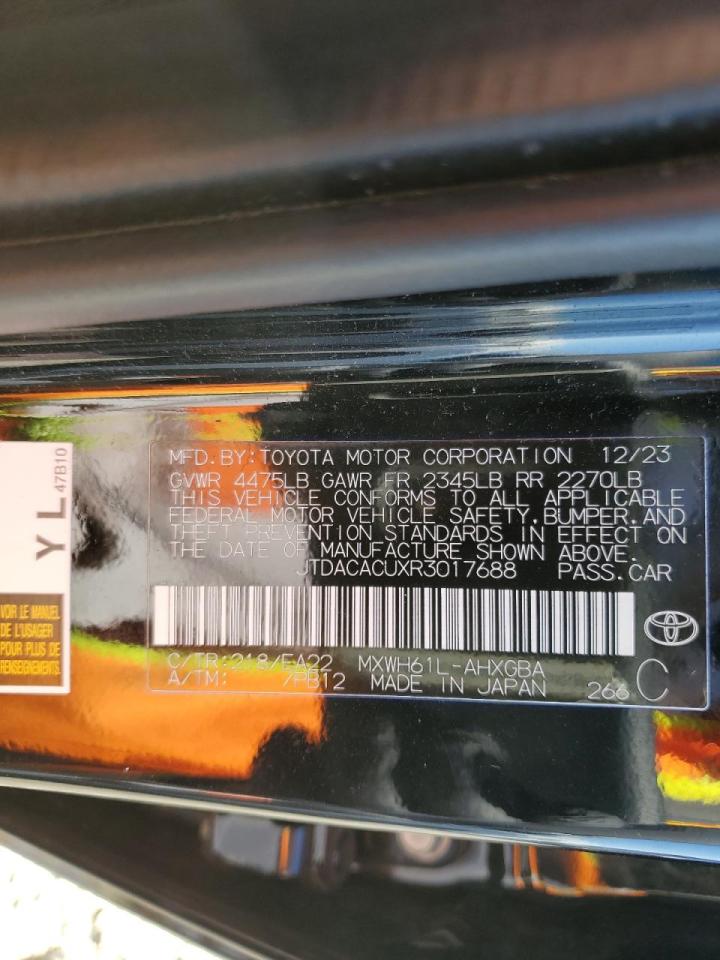 MFD.BY:TOYOTA MOTOR CORPORATION 12/23
GVWR 4475LB GAWR FR 2345LB RR 2270LB
THIS VEHICLE CONFORMS TO ALL APPLICABLE
FEDERAL MOTOR VEHICLE SAFETY,BUMPER,AND
THEFT PREVENTION STANDARDS IN EFFECT ON
THE DATE OF MANUFACTURE SHOWN ABOVE.
JTDACACUXR3017688 PASS.CAR
C/TR:218/EA22 MXWH61L-AHXGBA
A/TM: /PB12 MADE IN JAPAN 266 C
YL
47B10
VOIR LE MANUEL
DE L'USAGER
POUR PLUS DE
RENSEIGNEMENTS